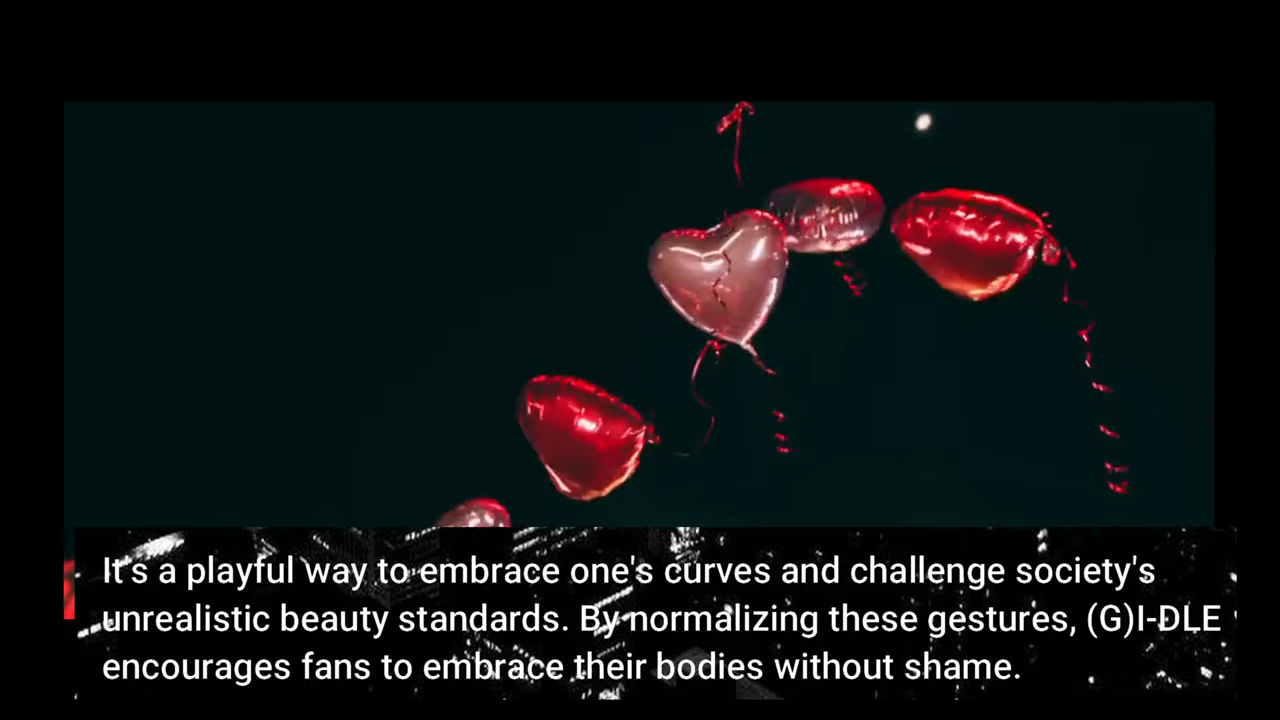 It's a playful way to embrace one's curves and challenge society's
unrealistic beauty standards. By normalizing these gestures, (G)I-DLE
encourages fans to embrace their bodies without shame.